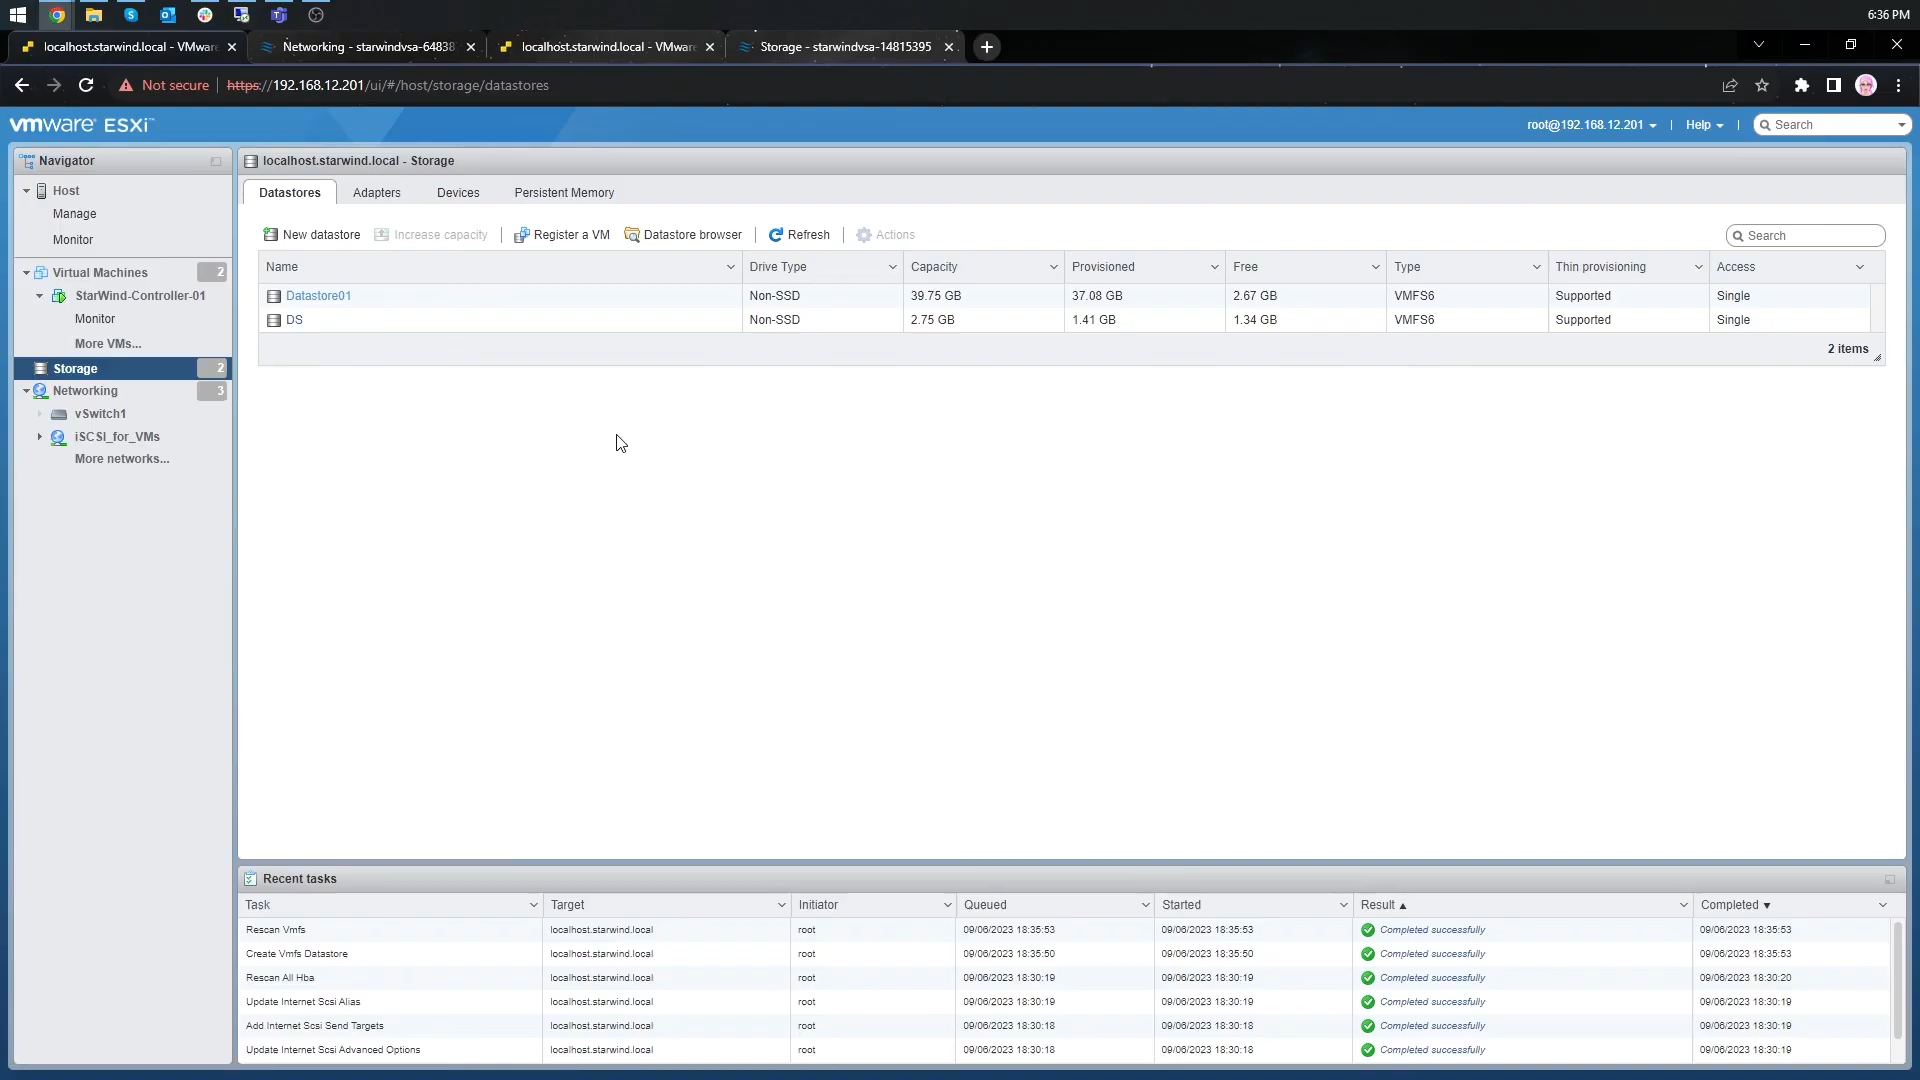 6:36 PM
localhost.starwind.local - VMware
Networking - starwindvsa-64838
localhost.starwind.local - VMware
Storage - starwindvsa-14815395
Not secure
https://192.168.12.201/ui/#/host/storage/datastores
vmware ESXi™
root@192.168.12.201
Help
Search
Navigator
Host
Manage
Monitor
Virtual Machines 2
StarWind-Controller-01
Monitor
More VMs...
Storage 2
Networking 3
vSwitch1
iSCSI_for_VMs
More networks...
localhost.starwind.local - Storage
Datastores Adapters Devices Persistent Memory
New datastore Increase capacity Register a VM Datastore browser Refresh Actions
Search
Name Drive Type Capacity Provisioned Free Type Thin provisioning Access
Datastore01 Non-SSD 39.75 GB 37.08 GB 2.67 GB VMFS6 Supported Single
DS Non-SSD 2.75 GB 1.41 GB 1.34 GB VMFS6 Supported Single
2 items
Recent tasks
Task Target Initiator Queued Started Result ▲ Completed ▼
Rescan Vmfs localhost.starwind.local root 09/06/2023 18:35:53 09/06/2023 18:35:53 Completed successfully 09/06/2023 18:35:53
Create Vmfs Datastore localhost.starwind.local root 09/06/2023 18:35:50 09/06/2023 18:35:50 Completed successfully 09/06/2023 18:35:53
Rescan All Hba localhost.starwind.local root 09/06/2023 18:30:19 09/06/2023 18:30:19 Completed successfully 09/06/2023 18:30:20
Update Internet Scsi Alias localhost.starwind.local root 09/06/2023 18:30:19 09/06/2023 18:30:19 Completed successfully 09/06/2023 18:30:19
Add Internet Scsi Send Targets localhost.starwind.local root 09/06/2023 18:30:18 09/06/2023 18:30:18 Completed successfully 09/06/2023 18:30:19
Update Internet Scsi Advanced Options localhost.starwind.local root 09/06/2023 18:30:18 09/06/2023 18:30:18 Completed successfully 09/06/2023 18:30:19